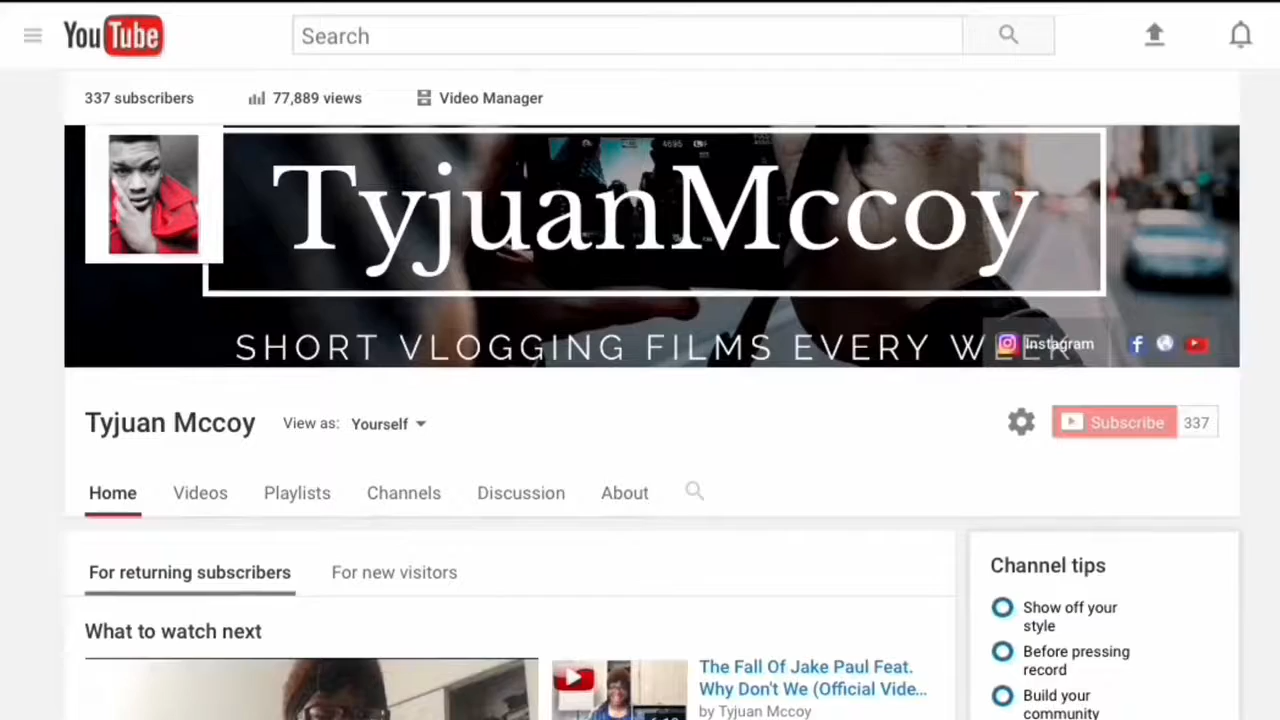 YouTube
Search
337 subscribers
77,889 views
Video Manager
TyjuanMccoy
SHORT VLOGGING FILMS EVERY WEEK
Instagram
Tyjuan Mccoy
View as: Yourself
Subscribe 337
Home Videos Playlists Channels Discussion About
For returning subscribers
For new visitors
What to watch next
The Fall Of Jake Paul Feat.
Why Don't We (Official Vide...
by Tyjuan Mccoy
Channel tips
Show off your
style
Before pressing
record
Build your
community